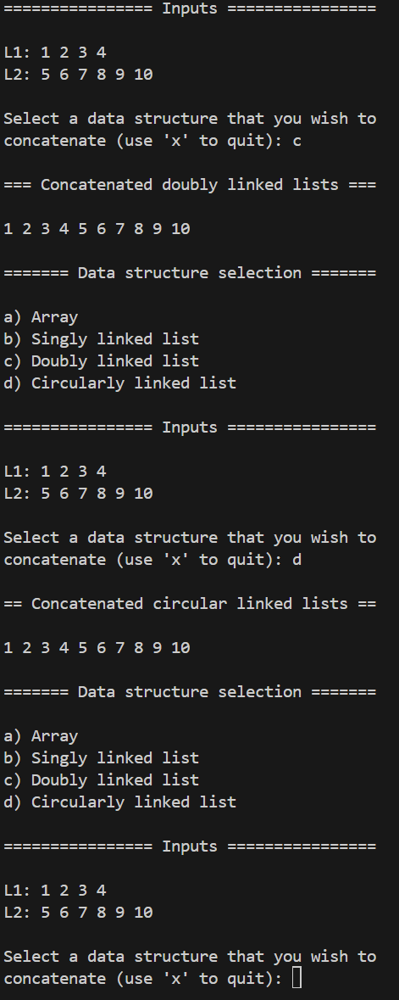 ================ Inputs ================
L1: 1 2 3 4
L2: 5 6 7 8 9 10
Select a data structure that you wish to
concatenate (use 'x' to quit): c
=== Concatenated doubly linked lists ===
1 2 3 4 5 6 7 8 9 10
======= Data structure selection =======
a) Array
b) Singly linked list
c) Doubly linked list
d) Circularly linked list
================ Inputs ================
L1: 1 2 3 4
L2: 5 6 7 8 9 10
Select a data structure that you wish to
concatenate (use 'x' to quit): d
== Concatenated circular linked lists ==
1 2 3 4 5 6 7 8 9 10
======= Data structure selection =======
a) Array
b) Singly linked list
c) Doubly linked list
d) Circularly linked list
================ Inputs ================
L1: 1 2 3 4
L2: 5 6 7 8 9 10
Select a data structure that you wish to
concatenate (use 'x' to quit):